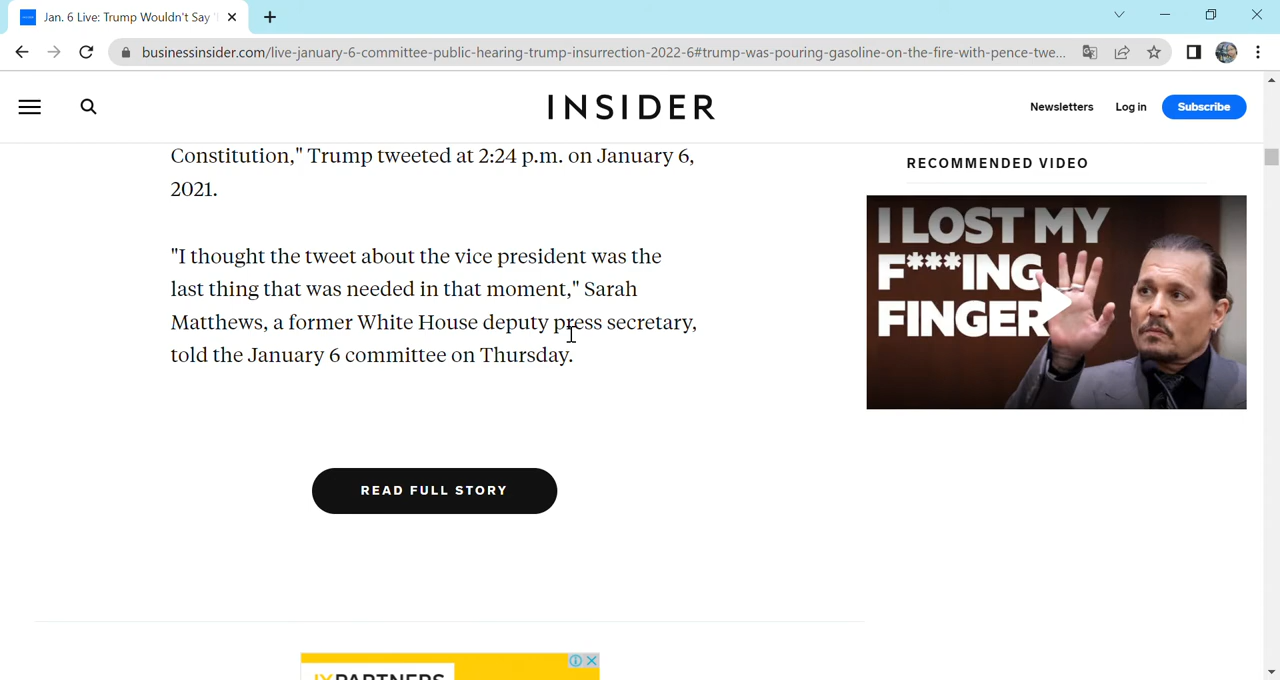 Jan. 6 Live: Trump Wouldn't Say
businessinsider.com/live-january-6-committee-public-hearing-trump-insurrection-2022-6#trump-was-pouring-gasoline-on-the-fire-with-pence-twe...
INSIDER
Newsletters
Log in
Subscribe
Constitution," Trump tweeted at 2:24 p.m. on January 6,
2021.
"I thought the tweet about the vice president was the
last thing that was needed in that moment," Sarah
Matthews, a former White House deputy press secretary,
told the January 6 committee on Thursday.
READ FULL STORY
RECOMMENDED VIDEO
I LOST MY
F***ING
FINGER